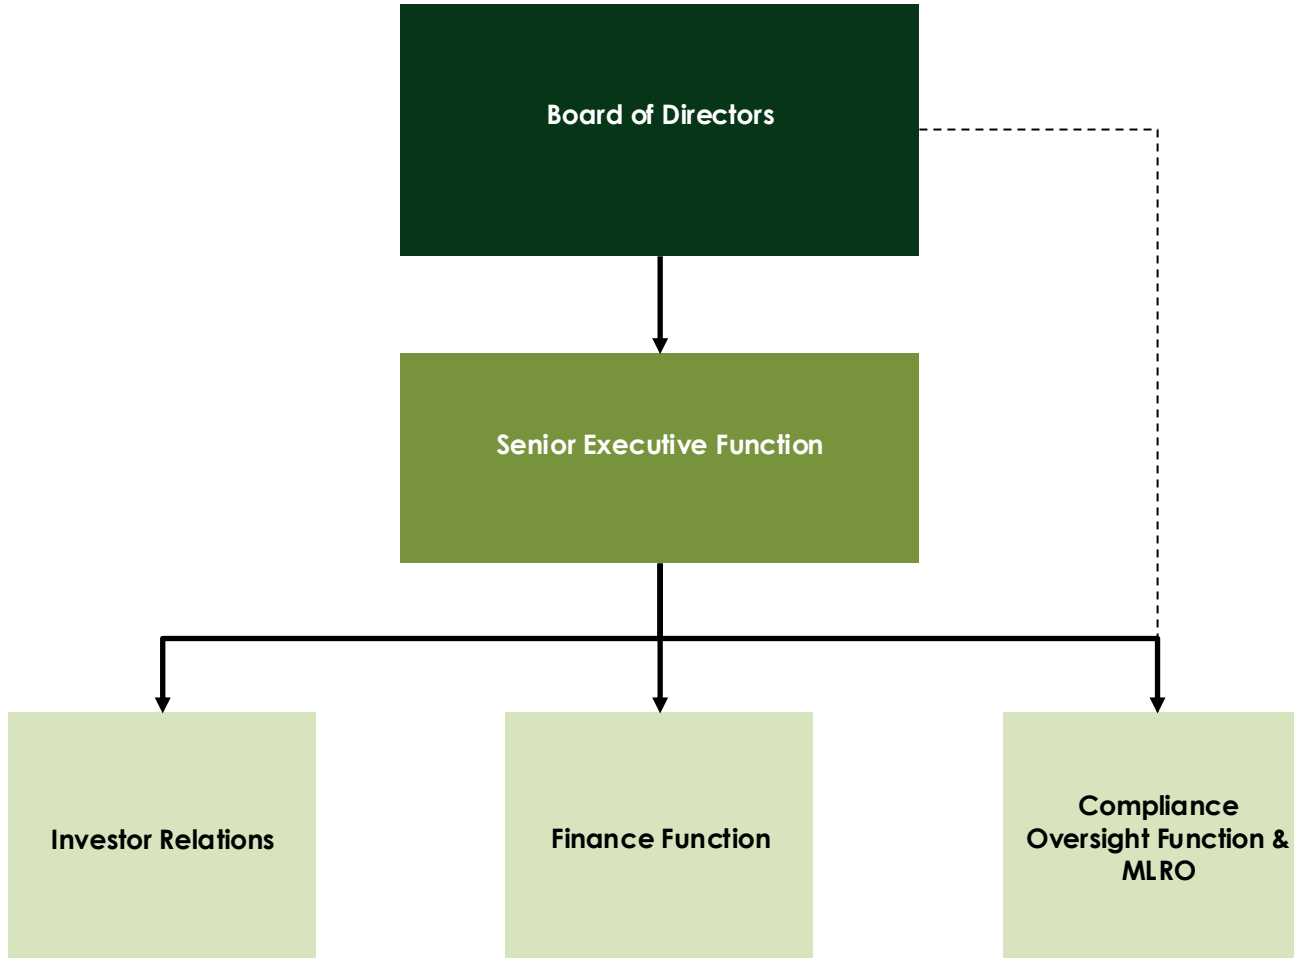 Board of Directors
Senior Executive Function
Investor Relations
Finance Function
Compliance
Oversight Function &
MLRO